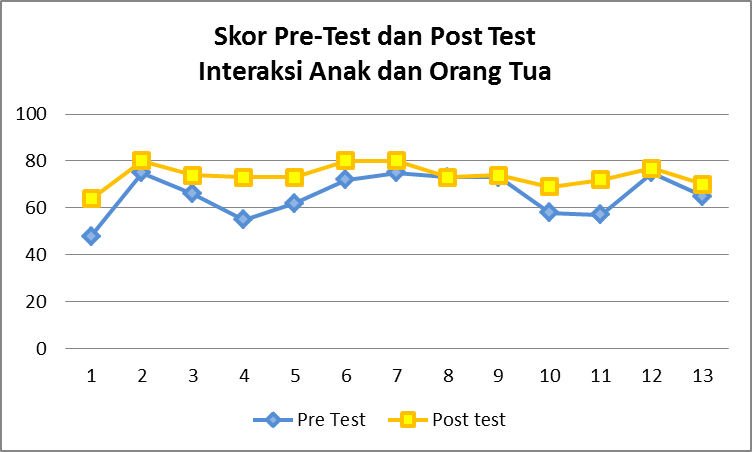 Skor Pre-Test dan Post Test
Interaksi Anak dan Orang Tua
100
80
60
40
20
0
1 2 3 4 5 6 7 8 9 10 11 12 13
Pre Test Post test